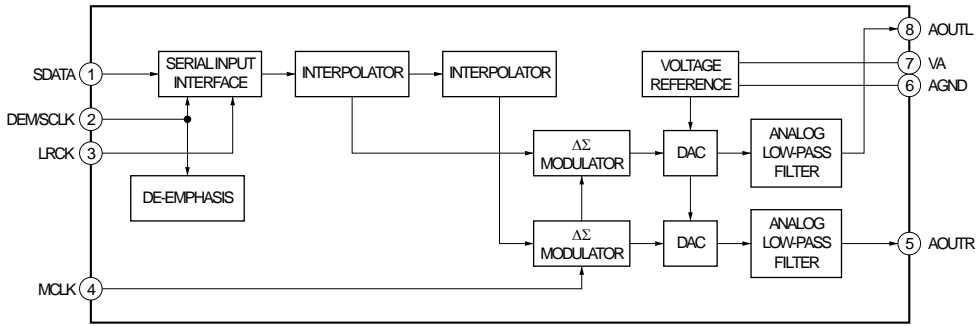 SDATA 1
DEM/SCLK 2
LRCK 3
MCLK 4
SERIAL INPUT
INTERFACE
DE-EMPHASIS
INTERPOLATOR
INTERPOLATOR
VOLTAGE
REFERENCE
ΔΣ
MODULATOR
DAC
ANALOG
LOW-PASS
FILTER
ΔΣ
MODULATOR
DAC
ANALOG
LOW-PASS
FILTER
8 AOUTL
7 VA
6 AGND
5 AOUTR